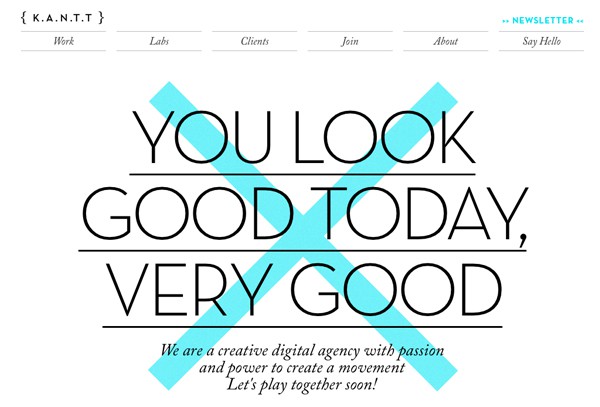 { K.A.N.T.T }
•• NEWSLETTER ••
Work Labs Clients Join About Say Hello
YOU LOOK
GOOD TODAY,
VERY GOOD
We are a creative digital agency with passion
and power to create a movement
Let's play together soon!